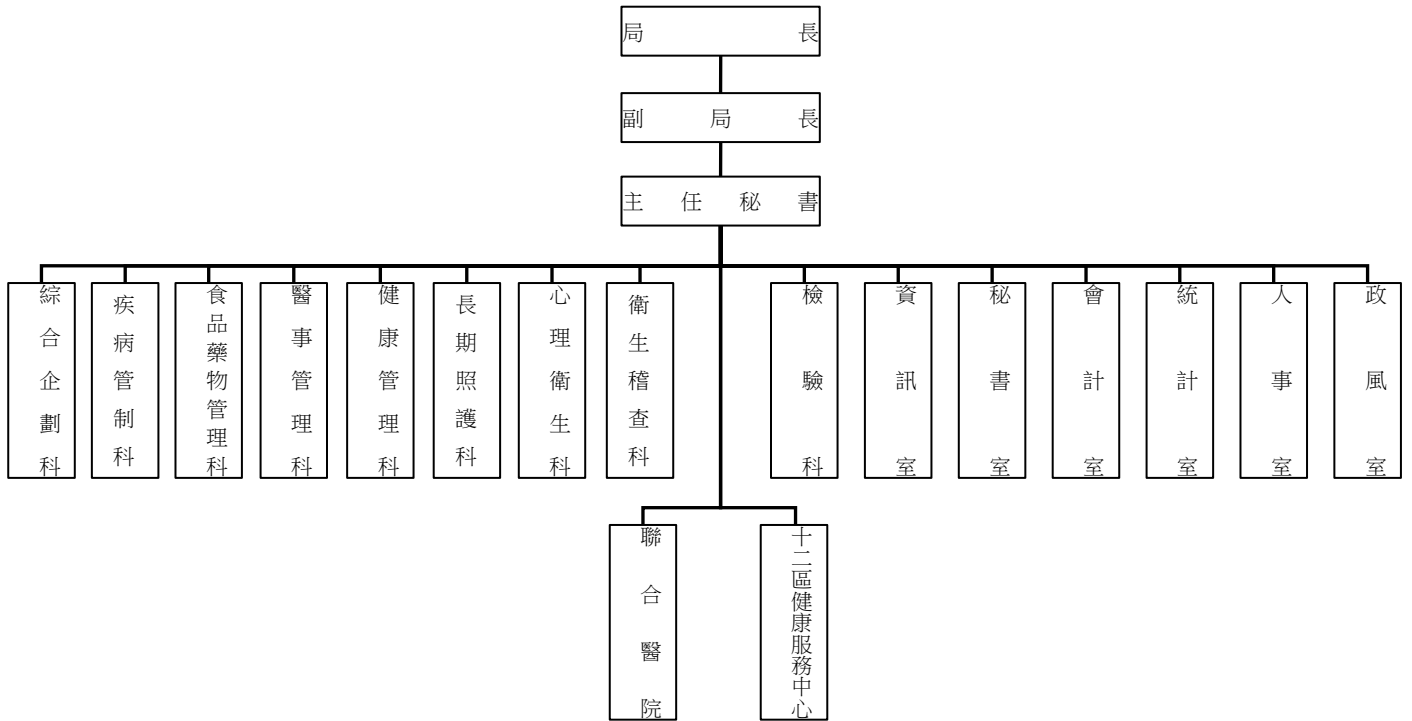 局長
副局長
主任秘書
綜合企劃科
疾病管制科
食品藥物管理科
醫事管理科
健康管理科
長期照護科
心理衛生科
衛生稽查科
檢驗科
資訊室
秘書室
會計室
統計室
人事室
政風室
聯合醫院
十二區健康服務中心